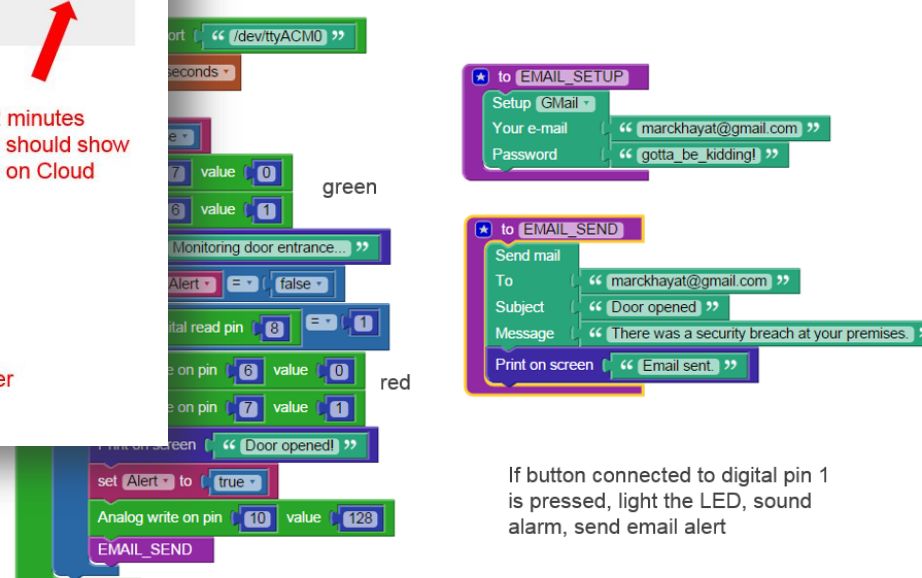 minutes
should show
on Cloud
er
ort “ /dev/ttyACM0 ”
seconds
e
7 value 0
green
6 value 1
Monitoring door entrance... ”
Alert = false
ital read pin 8 = 1
e on pin 6 value 0
red
e on pin 7 value 1
Print on screen “ Door opened! ”
set Alert to true
Analog write on pin 10 value 128
EMAIL_SEND
to EMAIL_SETUP
Setup GMail
Your e-mail “ marckhayat@gmail.com ”
Password “ gotta_be_kidding! ”
to EMAIL_SEND
Send mail
To “ marckhayat@gmail.com ”
Subject “ Door opened ”
Message “ There was a security breach at your premises. ”
Print on screen “ Email sent. ”
If button connected to digital pin 1
is pressed, light the LED, sound
alarm, send email alert